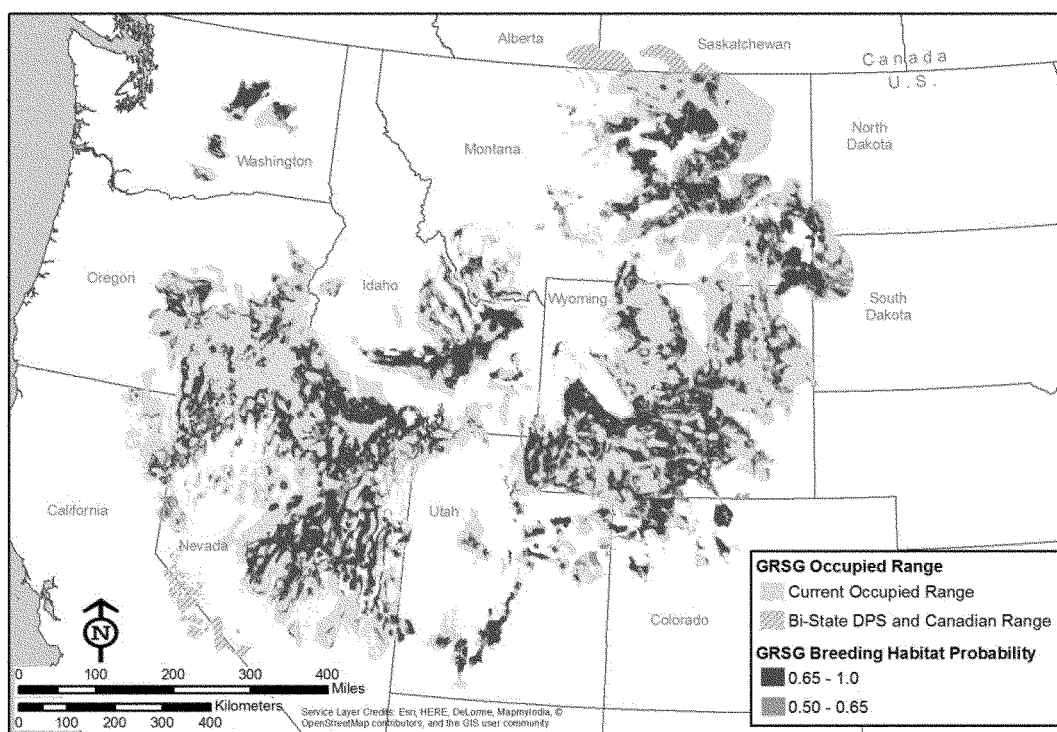 Alberta
Saskatchewan
Canada
U.S.
Washington
Montana
North
Dakota
Oregon
Idaho
Wyoming
South
Dakota
California
Nevada
Utah
Colorado
N
0 100 200 300 400
Miles
Kilometers
0 50 100 200 300 400
Service Layer Credits: Esri, HERE, DeLorme, MapmyIndia, ©
OpenStreetMap contributors, and the GIS user community
GRSG Occupied Range
Current Occupied Range
Bi-State DPS and Canadian Range
GRSG Breeding Habitat Probability
0.65 - 1.0
0.50 - 0.65